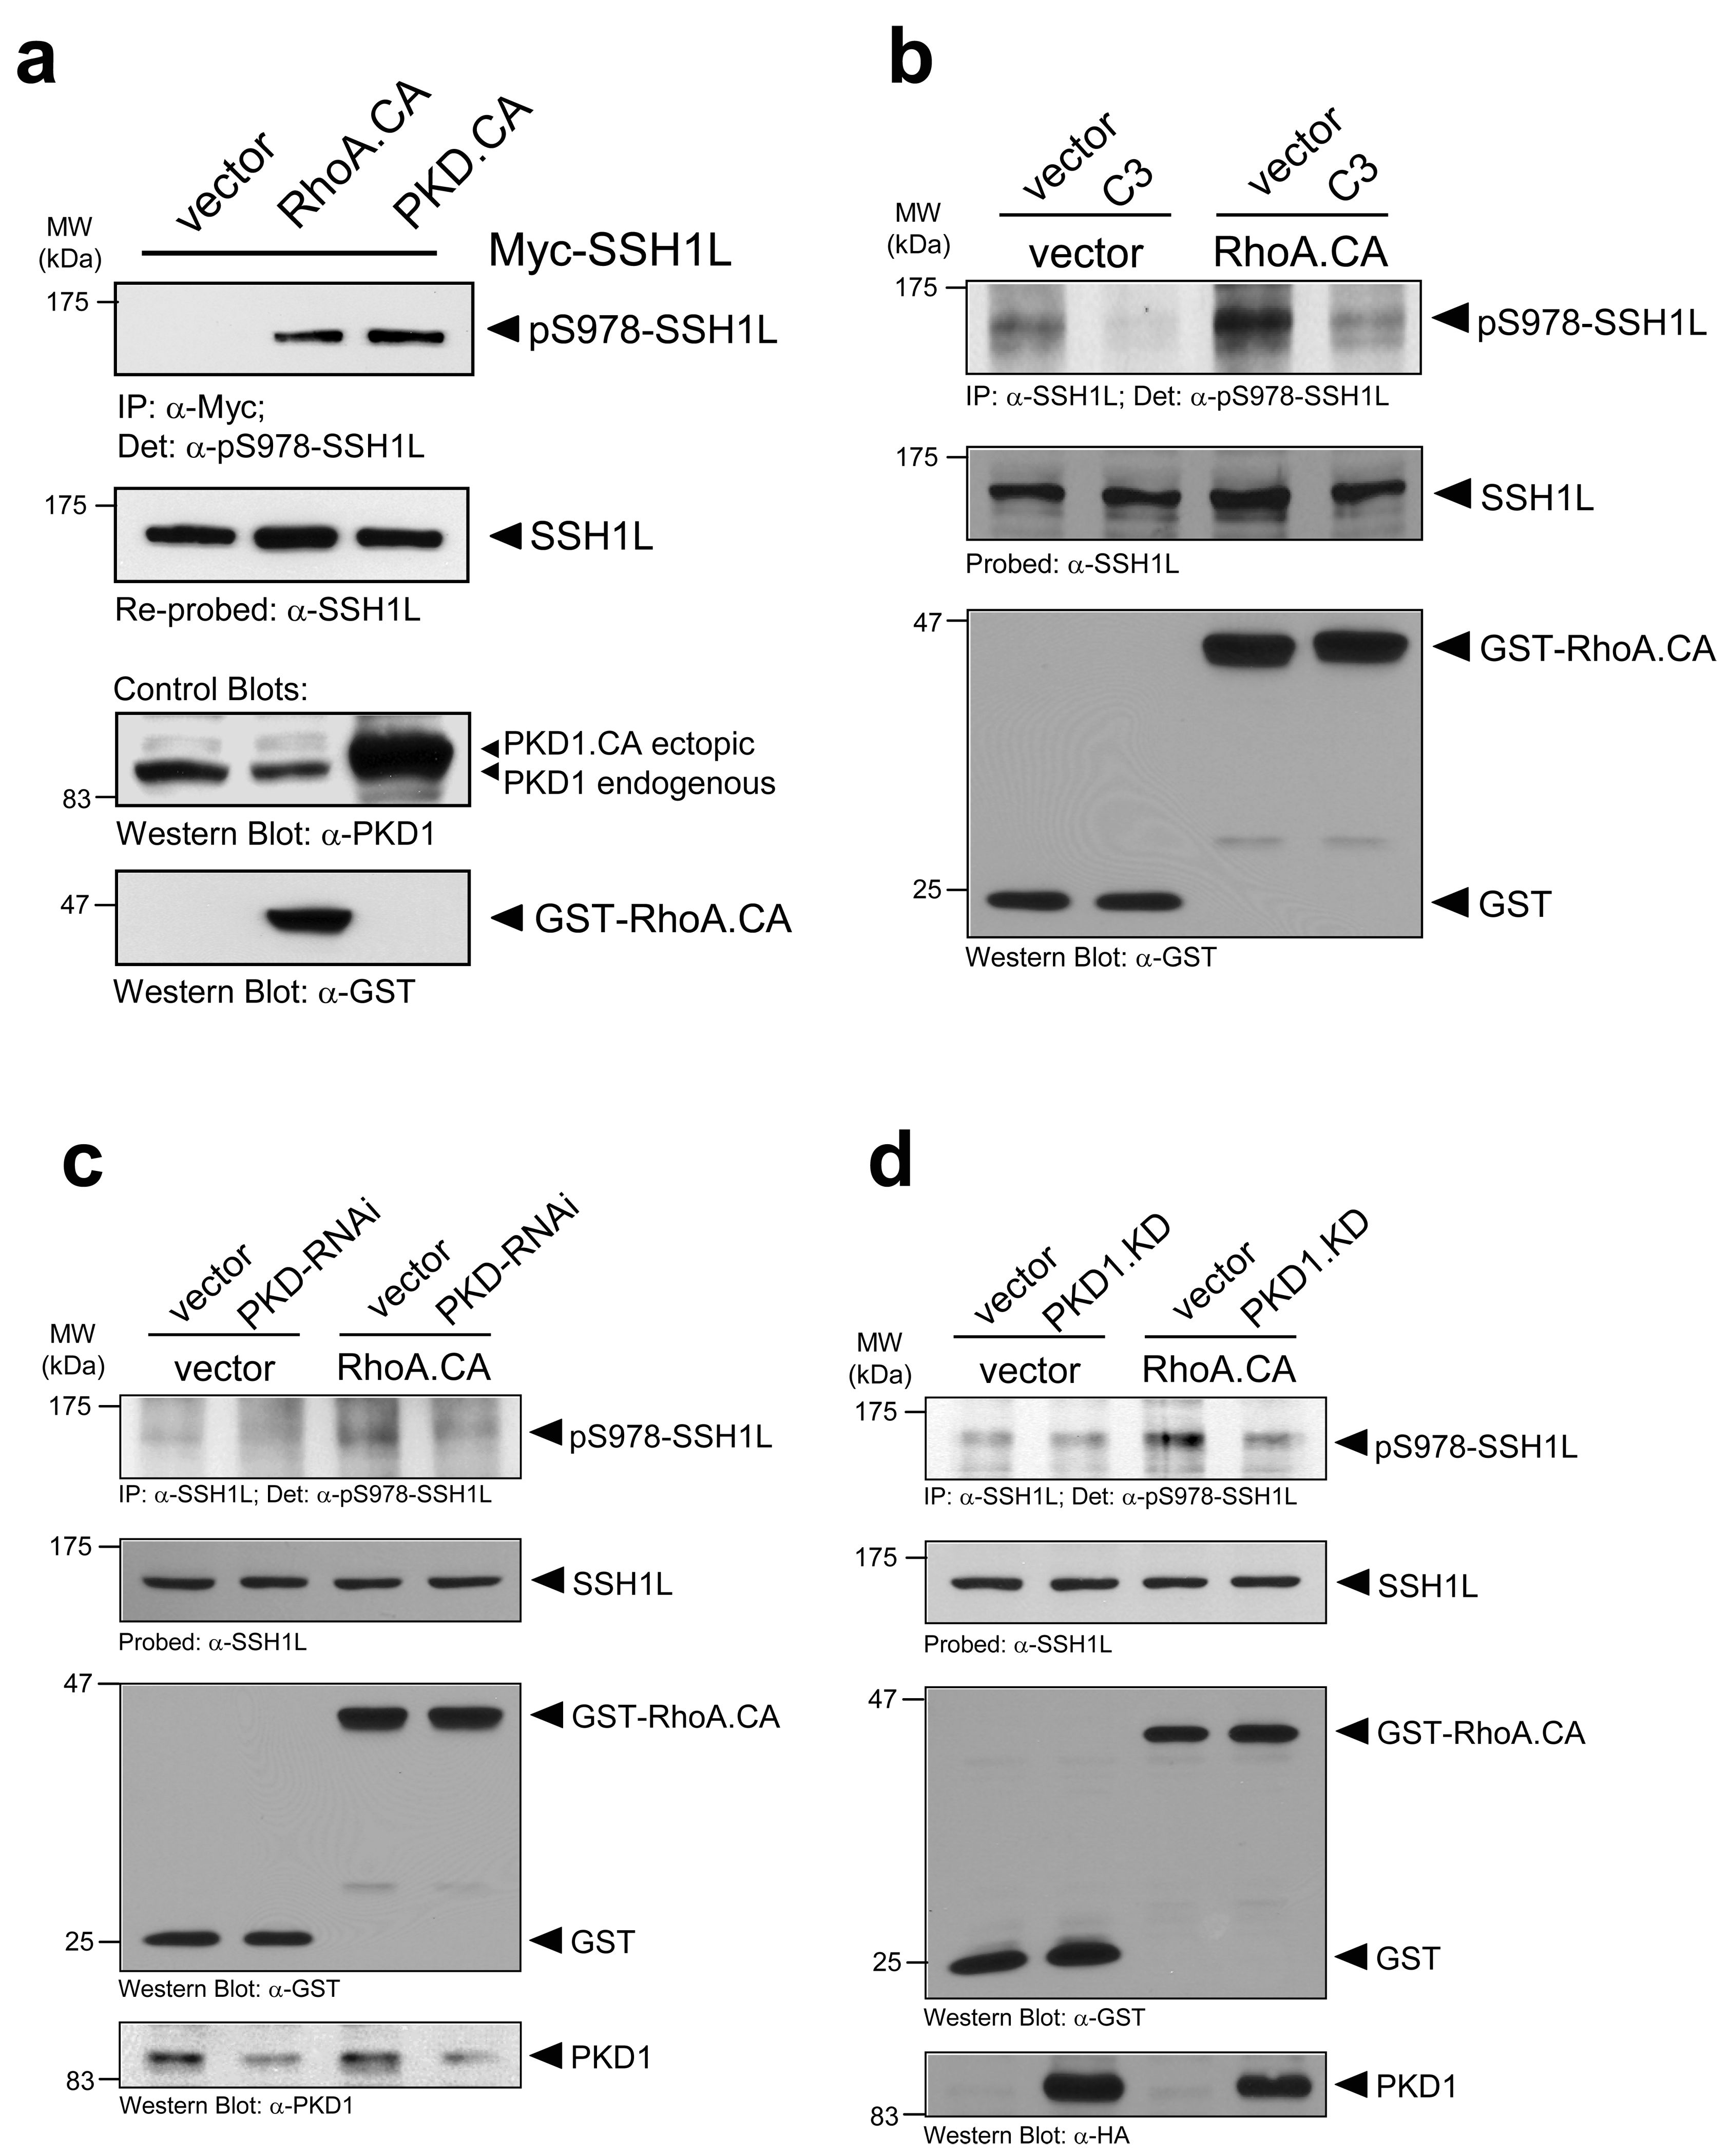 a
vector
RhoA.CA
PKD.CA
MW
(kDa)
Myc-SSH1L
175
pS978-SSH1L
IP: α-Myc;
Det: α-pS978-SSH1L
175
SSH1L
Re-probed: α-SSH1L
Control Blots:
PKD1.CA ectopic
PKD1 endogenous
83
Western Blot: α-PKD1
47
GST-RhoA.CA
Western Blot: α-GST
b
vector
C3
vector
C3
MW
(kDa)
vector
RhoA.CA
175
pS978-SSH1L
IP: α-SSH1L; Det: α-pS978-SSH1L
175
SSH1L
Probed: α-SSH1L
47
GST-RhoA.CA
25
GST
Western Blot: α-GST
c
vector
PKD-RNAi
vector
PKD-RNAi
MW
(kDa)
vector
RhoA.CA
175
pS978-SSH1L
IP: α-SSH1L; Det: α-pS978-SSH1L
175
SSH1L
Probed: α-SSH1L
47
GST-RhoA.CA
25
GST
Western Blot: α-GST
PKD1
83
Western Blot: α-PKD1
d
vector
PKD1.KD
vector
PKD1.KD
MW
(kDa)
vector
RhoA.CA
175
pS978-SSH1L
IP: α-SSH1L; Det: α-pS978-SSH1L
175
SSH1L
Probed: α-SSH1L
47
GST-RhoA.CA
25
GST
Western Blot: α-GST
PKD1
83
Western Blot: α-HA